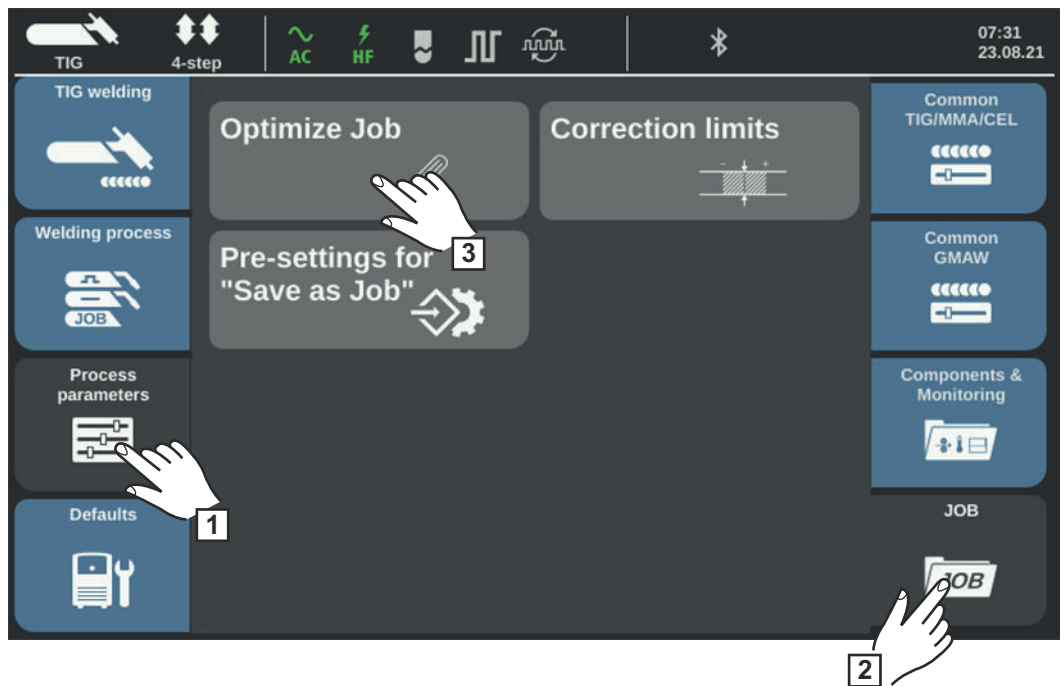 TIG
4-step
AC
HF
07:31
23.08.21
TIG welding
Welding process
JOB
Process
parameters
1
Defaults
Optimize Job
3
Correction limits
- +
Pre-settings for
"Save as Job"
Common
TIG/MMA/CEL
Common
GMAW
Components &
Monitoring
JOB
JOB
2